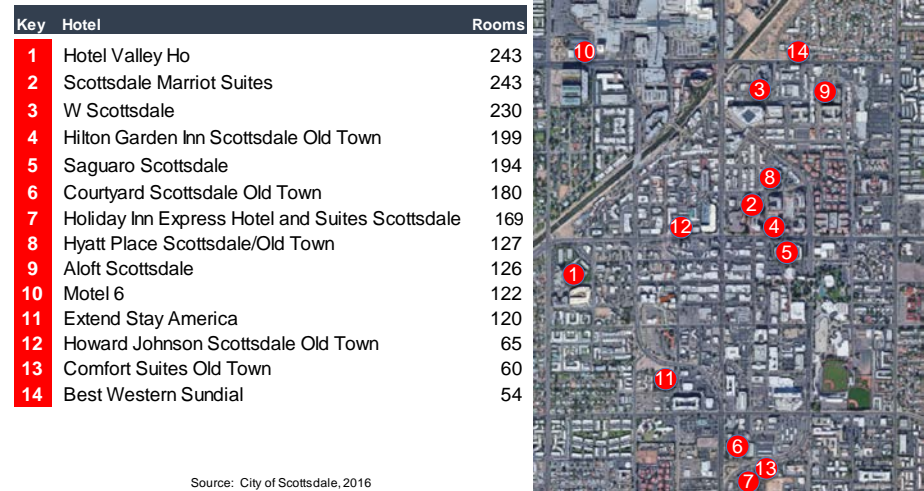 Key Hotel Rooms
1 Hotel Valley Ho 243
2 Scottsdale Marriot Suites 243
3 W Scottsdale 230
4 Hilton Garden Inn Scottsdale Old Town 199
5 Saguaro Scottsdale 194
6 Courtyard Scottsdale Old Town 180
7 Holiday Inn Express Hotel and Suites Scottsdale 169
8 Hyatt Place Scottsdale/Old Town 127
9 Aloft Scottsdale 126
10 Motel 6 122
11 Extend Stay America 120
12 Howard Johnson Scottsdale Old Town 65
13 Comfort Suites Old Town 60
14 Best Western Sundial 54
Source: City of Scottsdale, 2016
10 14
3 9
8
2
12 4
5
1
11
6
13
7